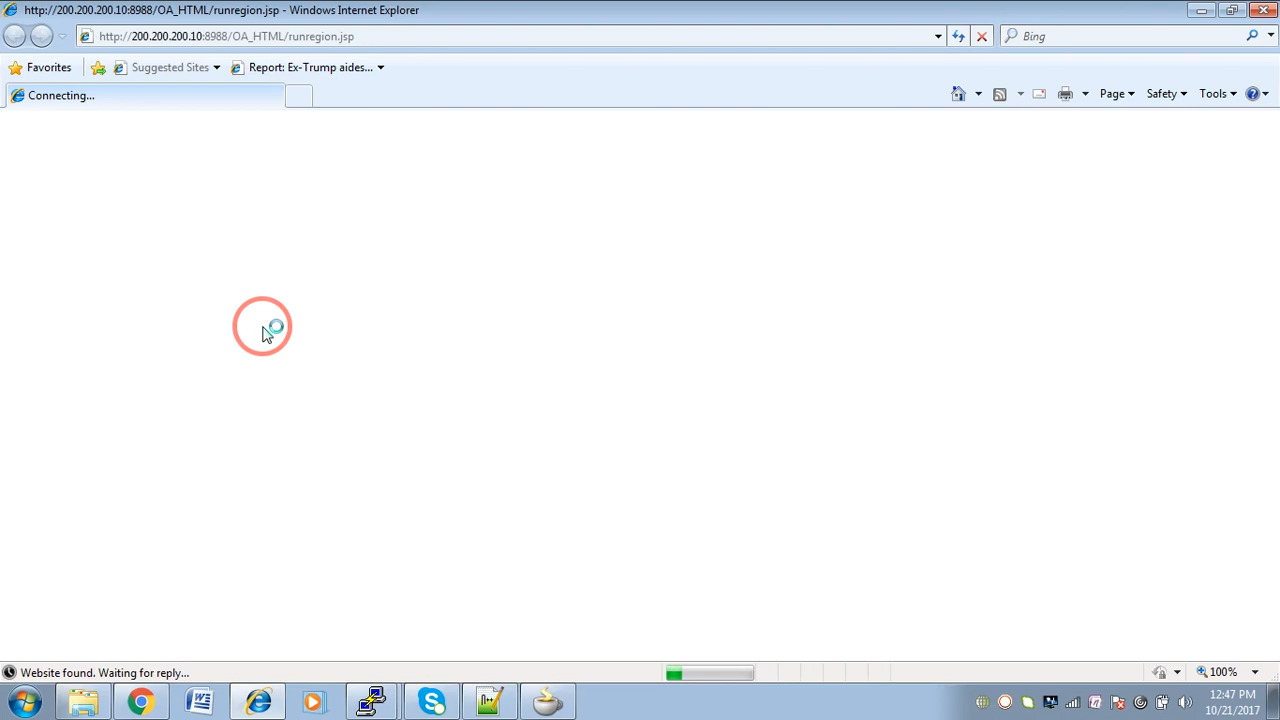 http://200.200.200.10:8988/OA_HTML/runregion.jsp - Windows Internet Explorer
http://200.200.200.10:8988/OA_HTML/runregion.jsp
Bing
Favorites
Suggested Sites
Report: Ex-Trump aides...
Connecting...
Page
Safety
Tools
Website found. Waiting for reply...
100%
12:47 PM
10/21/2017